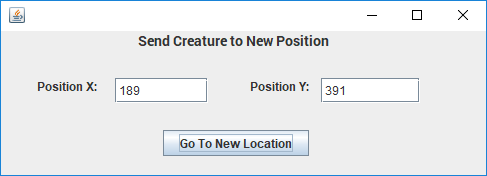 Send Creature to New Position
Position X: 189 Position Y: 391
Go To New Location